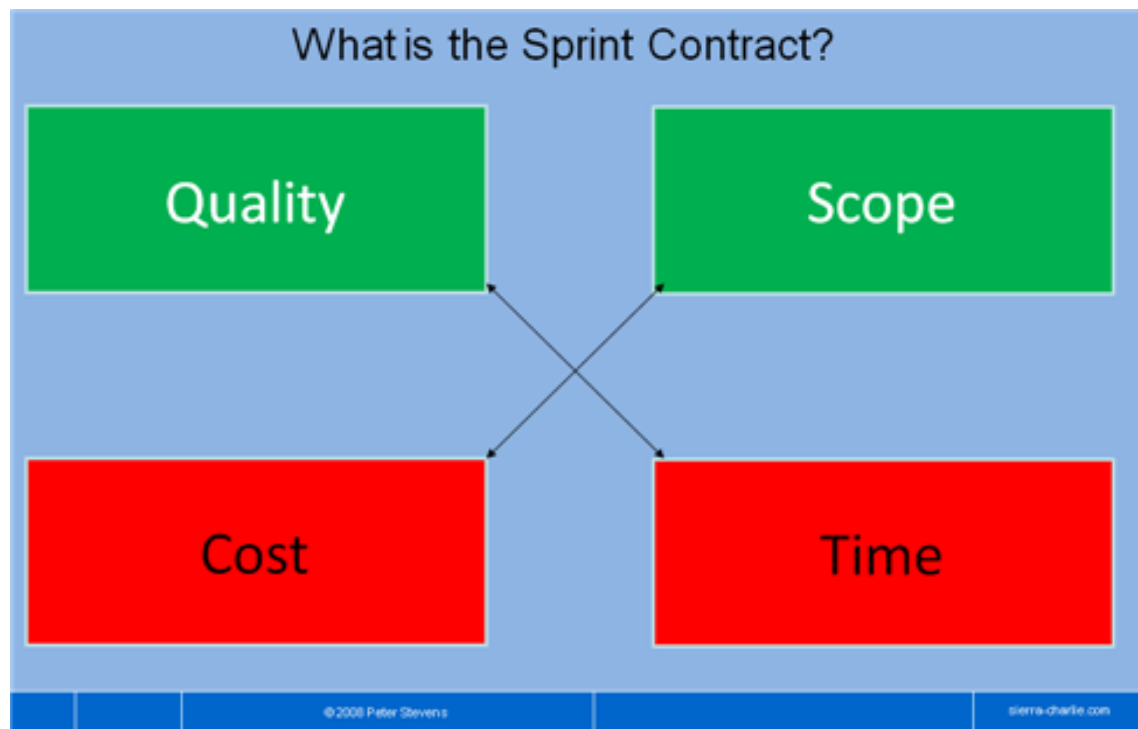 What is the Sprint Contract?
Quality
Scope
Cost
Time
©2008 Peter Stevens
sierra-charlie.com